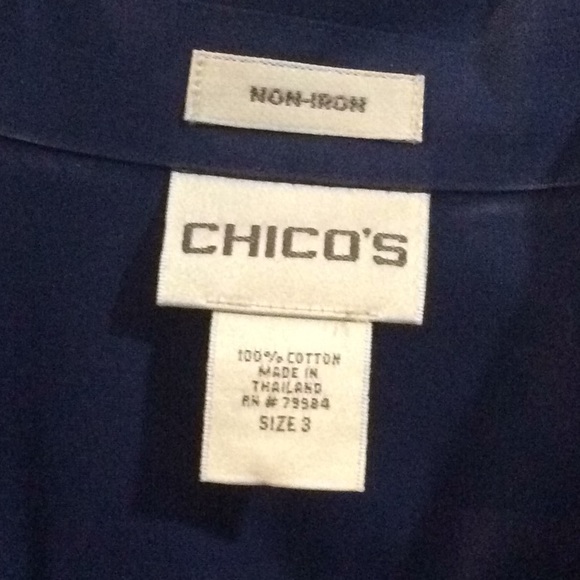 NON-IRON
CHICO'S
100% COTTON
MADE IN
THAILAND
RN # 79984
SIZE 3